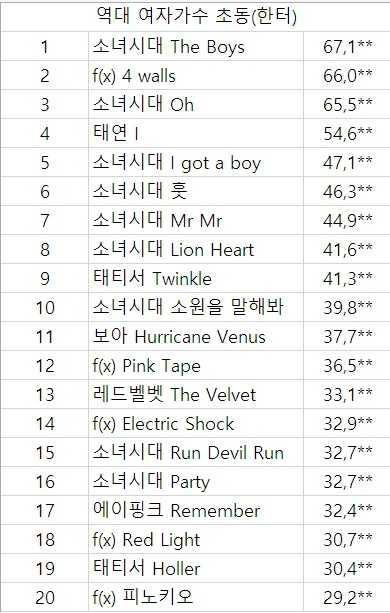 역대 여자가수 초동(한터)
1 소녀시대 The Boys 67,1**
2 f(x) 4 walls 66,0**
3 소녀시대 Oh 65,5**
4 태연 I 54,6**
5 소녀시대 I got a boy 47,1**
6 소녀시대 훗 46,3**
7 소녀시대 Mr Mr 44,9**
8 소녀시대 Lion Heart 41,6**
9 태티서 Twinkle 41,3**
10 소녀시대 소원을 말해봐 39,8**
11 보아 Hurricane Venus 37,7**
12 f(x) Pink Tape 36,5**
13 레드벨벳 The Velvet 33,1**
14 f(x) Electric Shock 32,9**
15 소녀시대 Run Devil Run 32,7**
16 소녀시대 Party 32,7**
17 에이핑크 Remember 32,4**
18 f(x) Red Light 30,7**
19 태티서 Holler 30,4**
20 f(x) 피노키오 29,2**